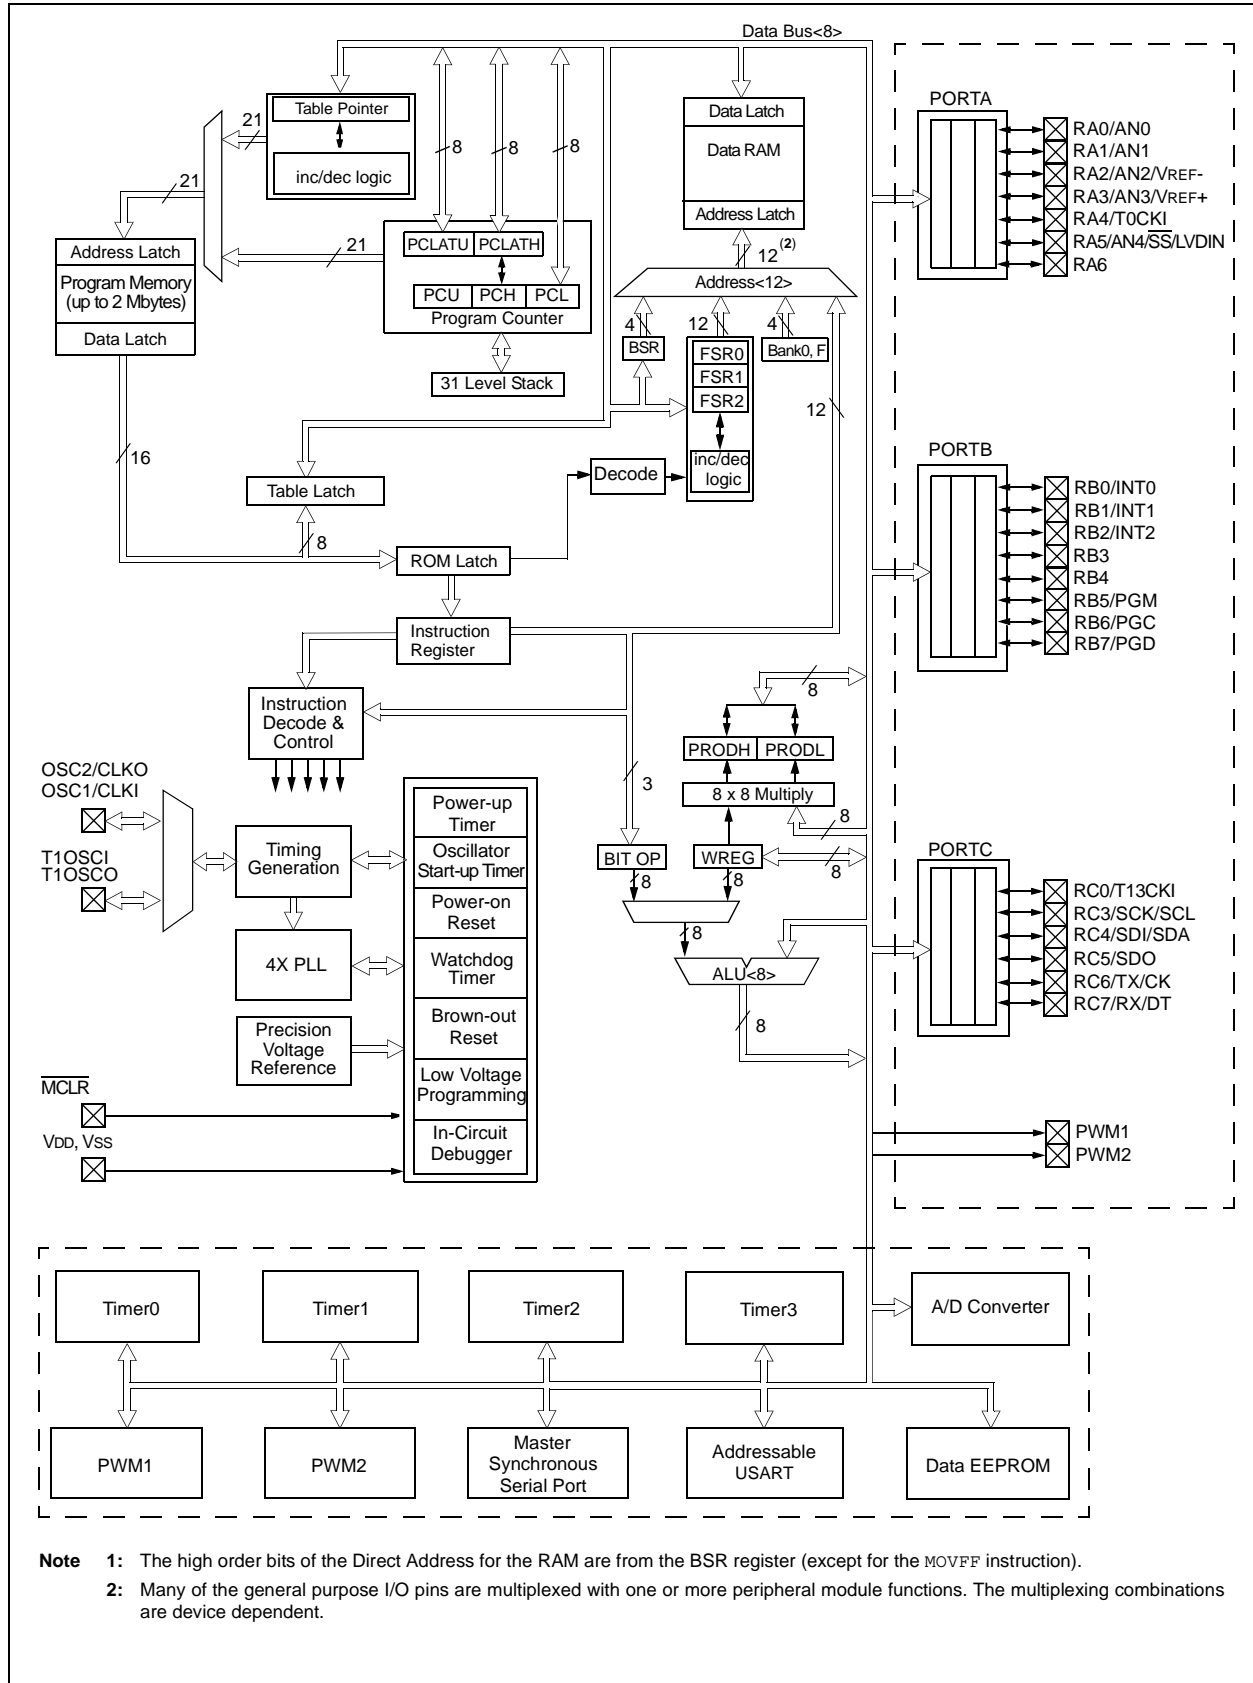 Data Bus<8>
PORTA
Table Pointer
21
inc/dec logic
8
8
8
Data Latch
Data RAM
Address Latch
RA0/AN0
RA1/AN1
RA2/AN2/VREF-
RA3/AN3/VREF+
RA4/T0CKI
RA5/AN4/SS/LVDIN
RA6
21
Address Latch
Program Memory
(up to 2 Mbytes)
Data Latch
21
PCLATU
PCLATH
PCU
PCH
PCL
Program Counter
12(2)
Address<12>
4
12
4
BSR
FSR0
FSR1
FSR2
Bank0, F
31 Level Stack
12
16
inc/dec
logic
Decode
Table Latch
8
PORTB
RB0/INT0
RB1/INT1
RB2/INT2
RB3
RB4
RB5/PGM
RB6/PGC
RB7/PGD
ROM Latch
Instruction
Register
Instruction
Decode &
Control
8
PRODH
PRODL
3
8 x 8 Multiply
8
OSC2/CLKO
OSC1/CLKI
T1OSCI
T1OSCO
Timing
Generation
4X PLL
Precision
Voltage
Reference
Power-up
Timer
Oscillator
Start-up Timer
Power-on
Reset
Watchdog
Timer
Brown-out
Reset
Low Voltage
Programming
In-Circuit
Debugger
BIT OP
WREG
8
8
8
8
ALU<8>
8
PORTC
RC0/T13CKI
RC3/SCK/SCL
RC4/SDI/SDA
RC5/SDO
RC6/TX/CK
RC7/RX/DT
MCLR
VDD, VSS
PWM1
PWM2
Timer0
Timer1
Timer2
Timer3
A/D Converter
PWM1
PWM2
Master
Synchronous
Serial Port
Addressable
USART
Data EEPROM
Note 1: The high order bits of the Direct Address for the RAM are from the BSR register (except for the MOVFF instruction).
2: Many of the general purpose I/O pins are multiplexed with one or more peripheral module functions. The multiplexing combinations
are device dependent.